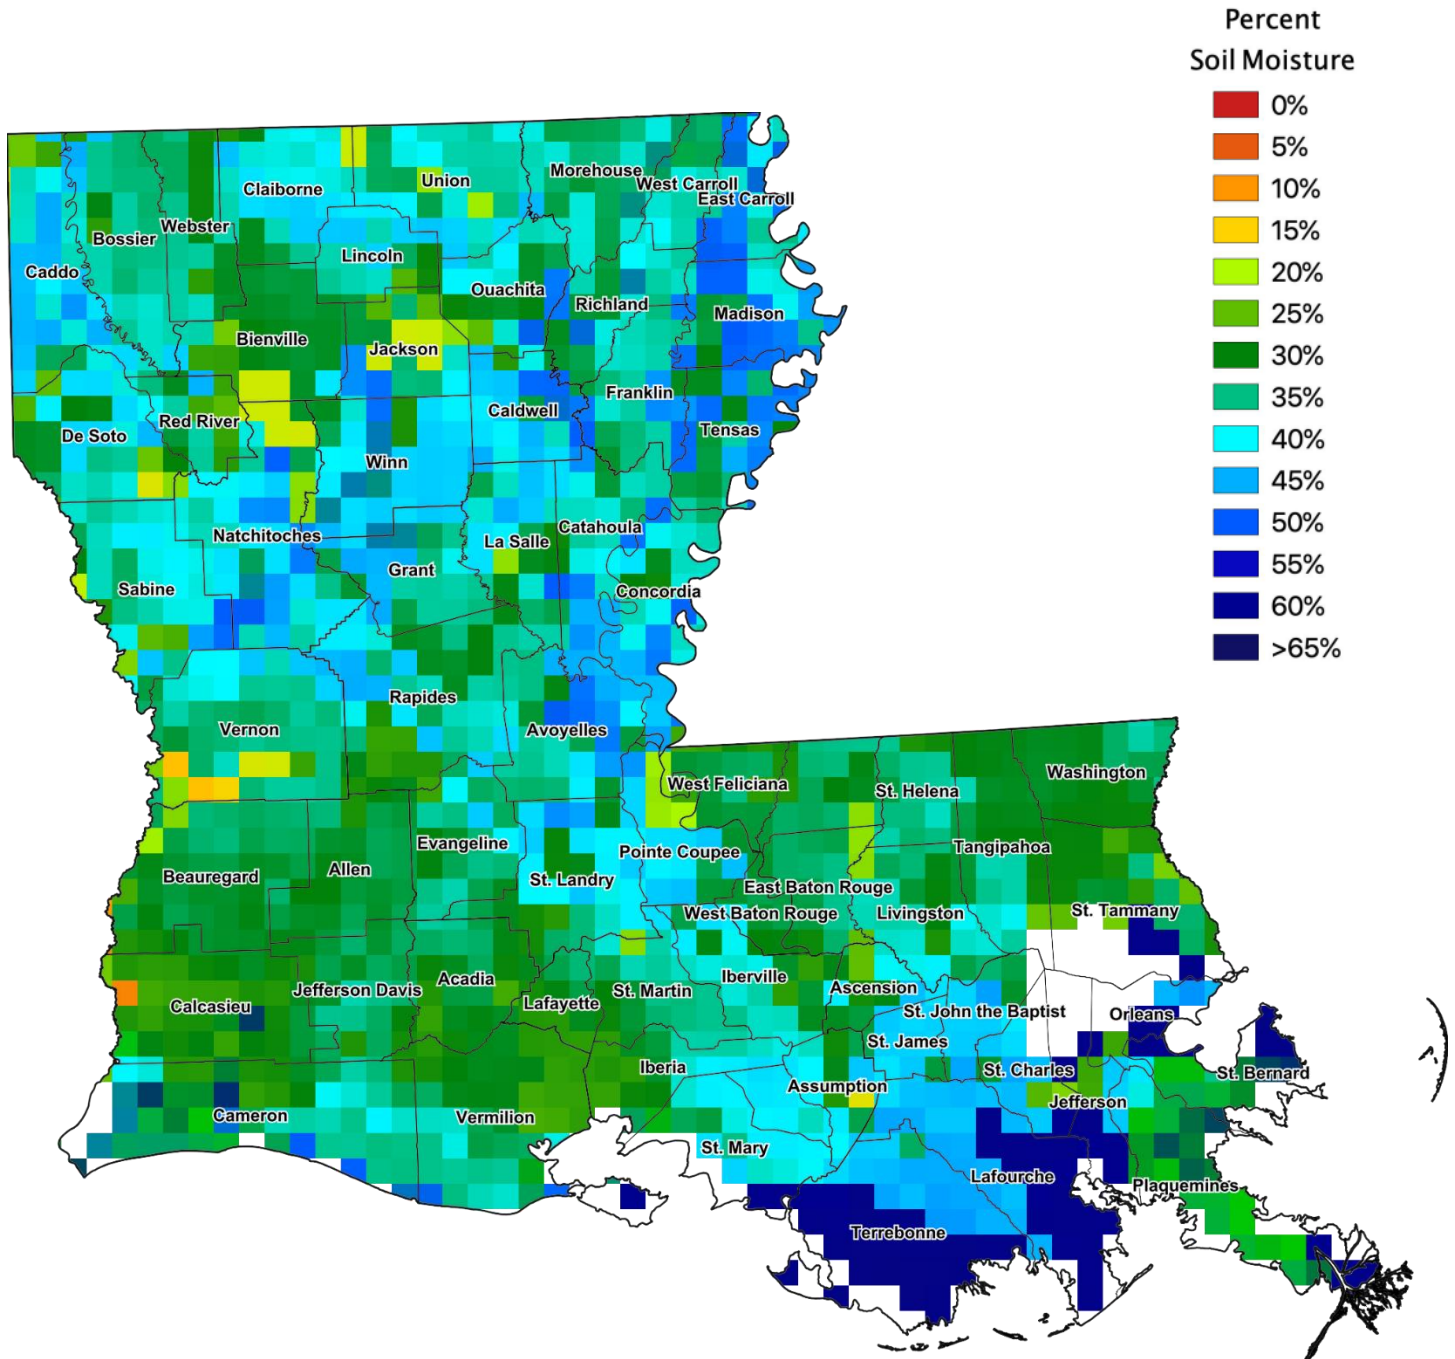 Percent
Soil Moisture
0%
5%
10%
15%
20%
25%
30%
35%
40%
45%
50%
55%
60%
>65%
Morehouse
West Carroll
Union
Claiborne
East Carroll
Webster
Bossier
Lincoln
Caddo
Ouachita
Richland
Madison
Bienville
Jackson
Franklin
Caldwell
Red River
Tensas
De Soto
Winn
Catahoula
Natchitoches
La Salle
Grant
Sabine
Concordia
Rapides
Vernon
Avoyelles
Washington
West Feliciana
St. Helena
Evangeline
Tangipahoa
Pointe Coupee
Allen
Beauregard
St. Landry
East Baton Rouge
St. Tammany
West Baton Rouge
Livingston
Iberville
Acadia
Ascension
Jefferson Davis
St. Martin
Lafayette
Calcasieu
St. John the Baptist
Orleans
St. James
Iberia
St. Charles
St. Bernard
Assumption
Jefferson
Cameron
Vermilion
St. Mary
Lafourche
Plaquemines
Terrebonne